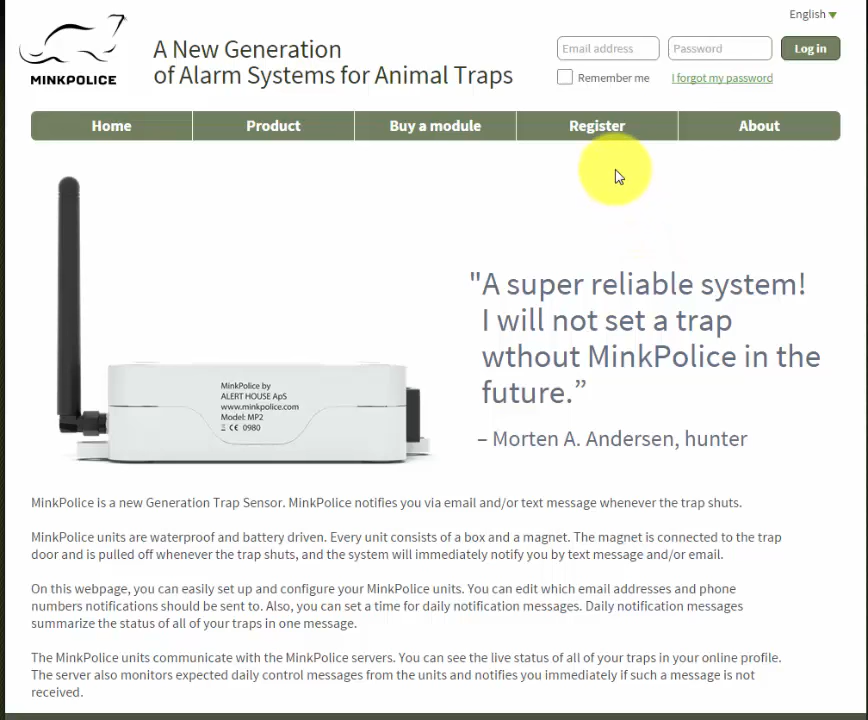 English
MINKPOLICE
A New Generation
of Alarm Systems for Animal Traps
Email address
Password
Log in
Remember me
I forgot my password
Home
Product
Buy a module
Register
About
"A super reliable system!
I will not set a trap
wthout MinkPolice in the
future.”
– Morten A. Andersen, hunter
MinkPolice by
ALERT HOUSE ApS
www.minkpolice.com
Model: MP2
CE 0980
MinkPolice is a new Generation Trap Sensor. MinkPolice notifies you via email and/or text message whenever the trap shuts.
MinkPolice units are waterproof and battery driven. Every unit consists of a box and a magnet. The magnet is connected to the trap
door and is pulled off whenever the trap shuts, and the system will immediately notify you by text message and/or email.
On this webpage, you can easily set up and configure your MinkPolice units. You can edit which email addresses and phone
numbers notifications should be sent to. Also, you can set a time for daily notification messages. Daily notification messages
summarize the status of all of your traps in one message.
The MinkPolice units communicate with the MinkPolice servers. You can see the live status of all of your traps in your online profile.
The server also monitors expected daily control messages from the units and notifies you immediately if such a message is not
received.